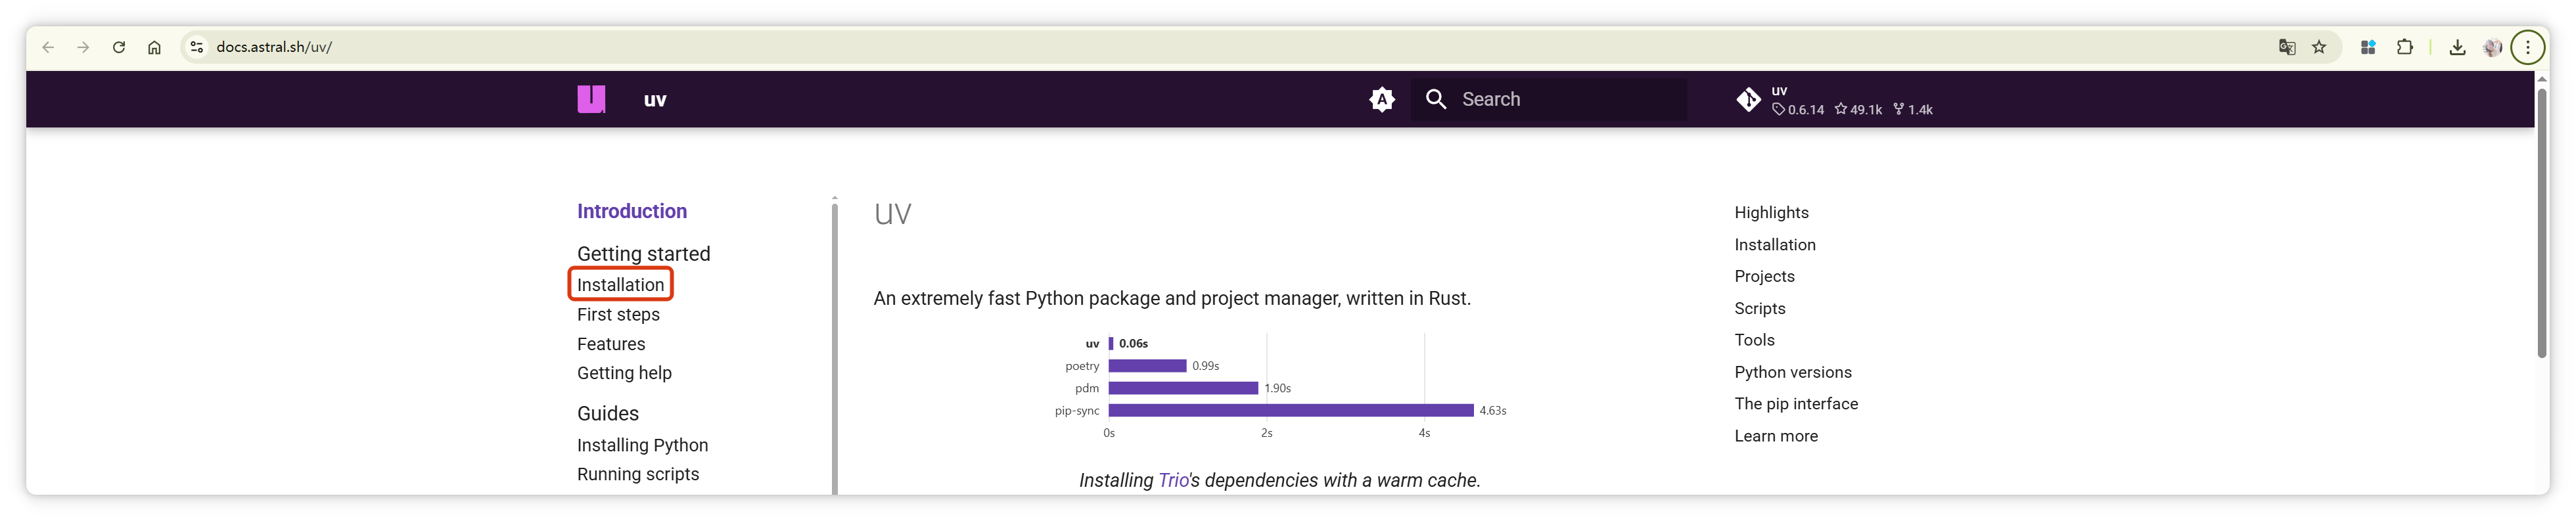 docs.astral.sh/uv/
uv
A
Search
uv
0.6.14 49.1k 1.4k
Introduction
Getting started
Installation
First steps
Features
Getting help
Guides
Installing Python
Running scripts
uv
An extremely fast Python package and project manager, written in Rust.
uv 0.06s
poetry 0.99s
pdm 1.90s
pip-sync 4.63s
0s 2s 4s
Installing Trio's dependencies with a warm cache.
Highlights
Installation
Projects
Scripts
Tools
Python versions
The pip interface
Learn more